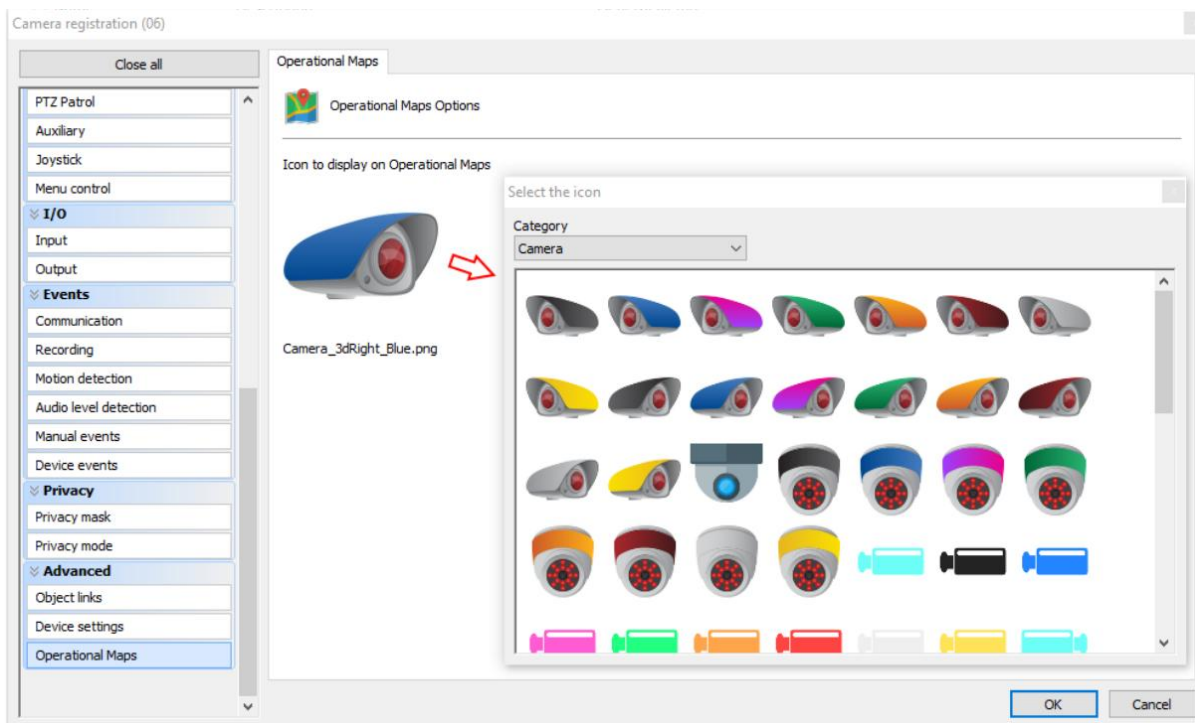 Camera registration (06)
Close all
PTZ Patrol
Auxiliary
Joystick
Menu control
I/O
Input
Output
Events
Communication
Recording
Motion detection
Audio level detection
Manual events
Device events
Privacy
Privacy mask
Privacy mode
Advanced
Object links
Device settings
Operational Maps
Operational Maps
Operational Maps Options
Icon to display on Operational Maps
Camera_3dRight_Blue.png
Select the icon
Category
Camera
OK
Cancel